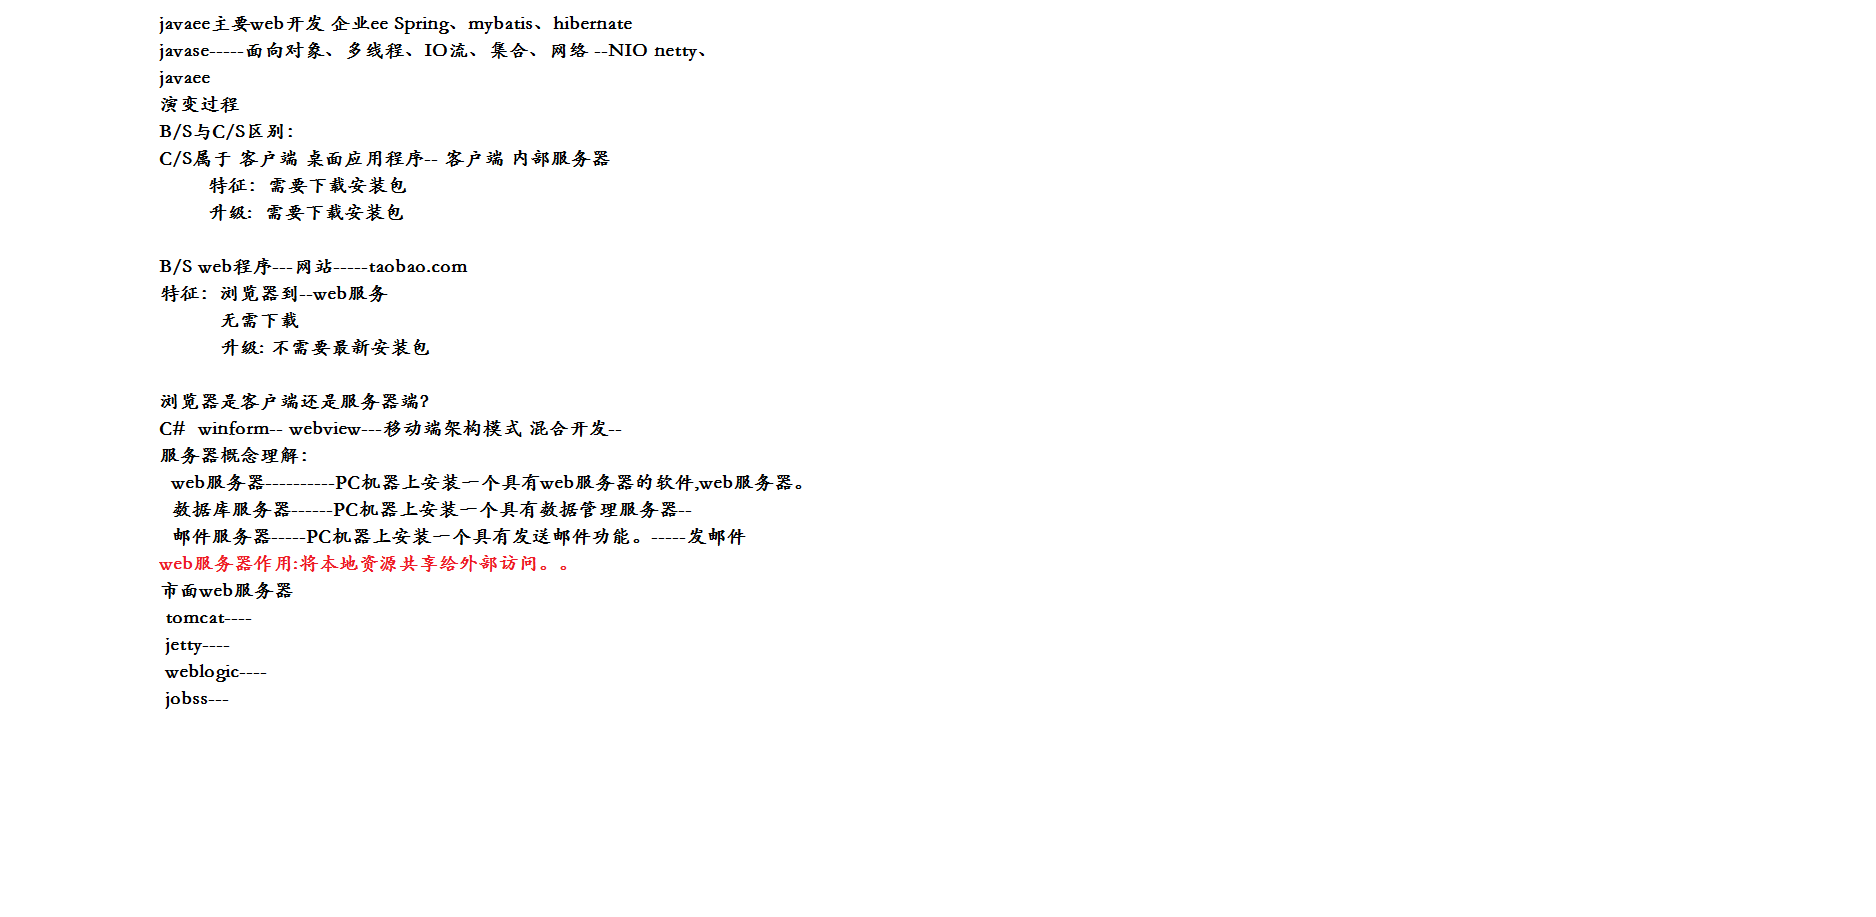 javaee主要web开发 企业ee Spring、mybatis、hibernate
javase-----面向对象、多线程、IO流、集合、网络 --NIO netty、
javaee
演变过程
B/S与C/S区别：
C/S属于 客户端 桌面应用程序-- 客户端 内部服务器
特征： 需要下载安装包
升级： 需要下载安装包
B/S web程序---网站-----taobao.com
特征： 浏览器到--web服务
无需下载
升级: 不需要最新安装包
浏览器是客户端还是服务器端?
C#  winform-- webview---移动端架构模式 混合开发--
服务器概念理解：
web服务器----------PC机器上安装一个具有web服务器的软件,web服务器。
数据库服务器------PC机器上安装一个具有数据管理服务器--
邮件服务器-----PC机器上安装一个具有发送邮件功能。-----发邮件
web服务器作用:将本地资源共享给外部访问。。
市面web服务器
tomcat----
jetty----
weblogic----
jobss---